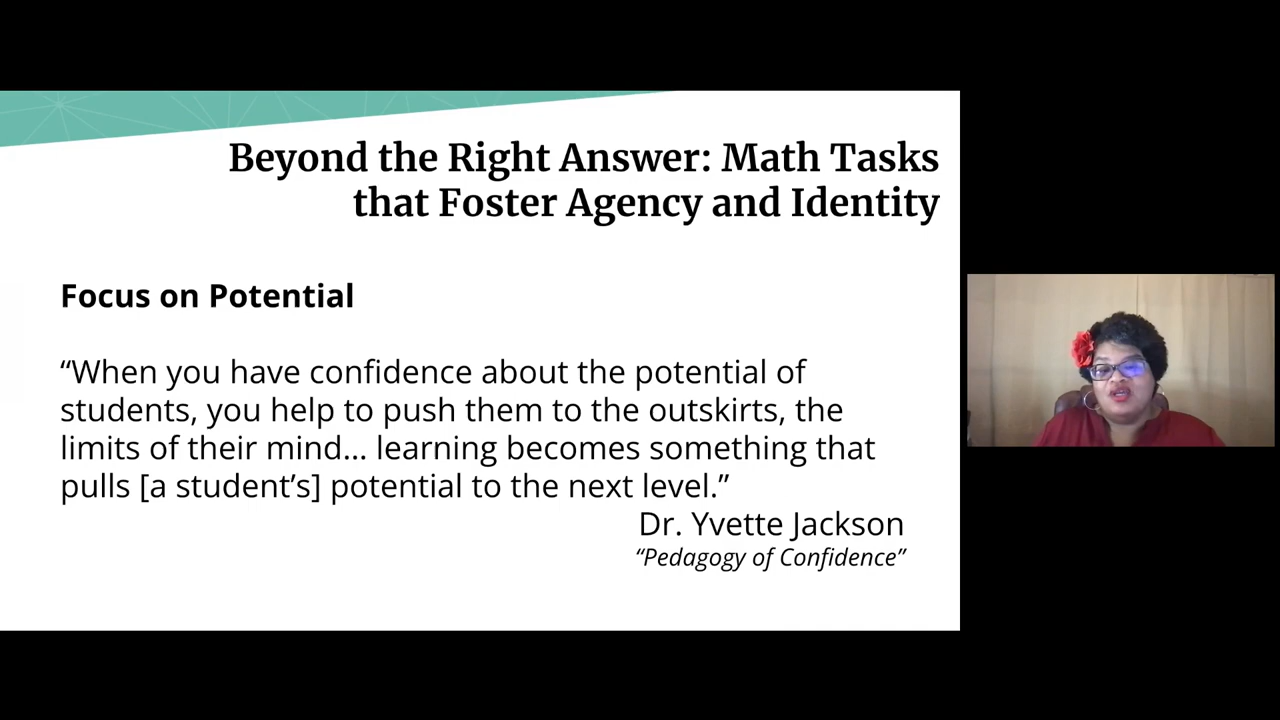 Beyond the Right Answer: Math Tasks
that Foster Agency and Identity
Focus on Potential
“When you have confidence about the potential of
students, you help to push them to the outskirts, the
limits of their mind... learning becomes something that
pulls [a student’s] potential to the next level.”
Dr. Yvette Jackson
“Pedagogy of Confidence”